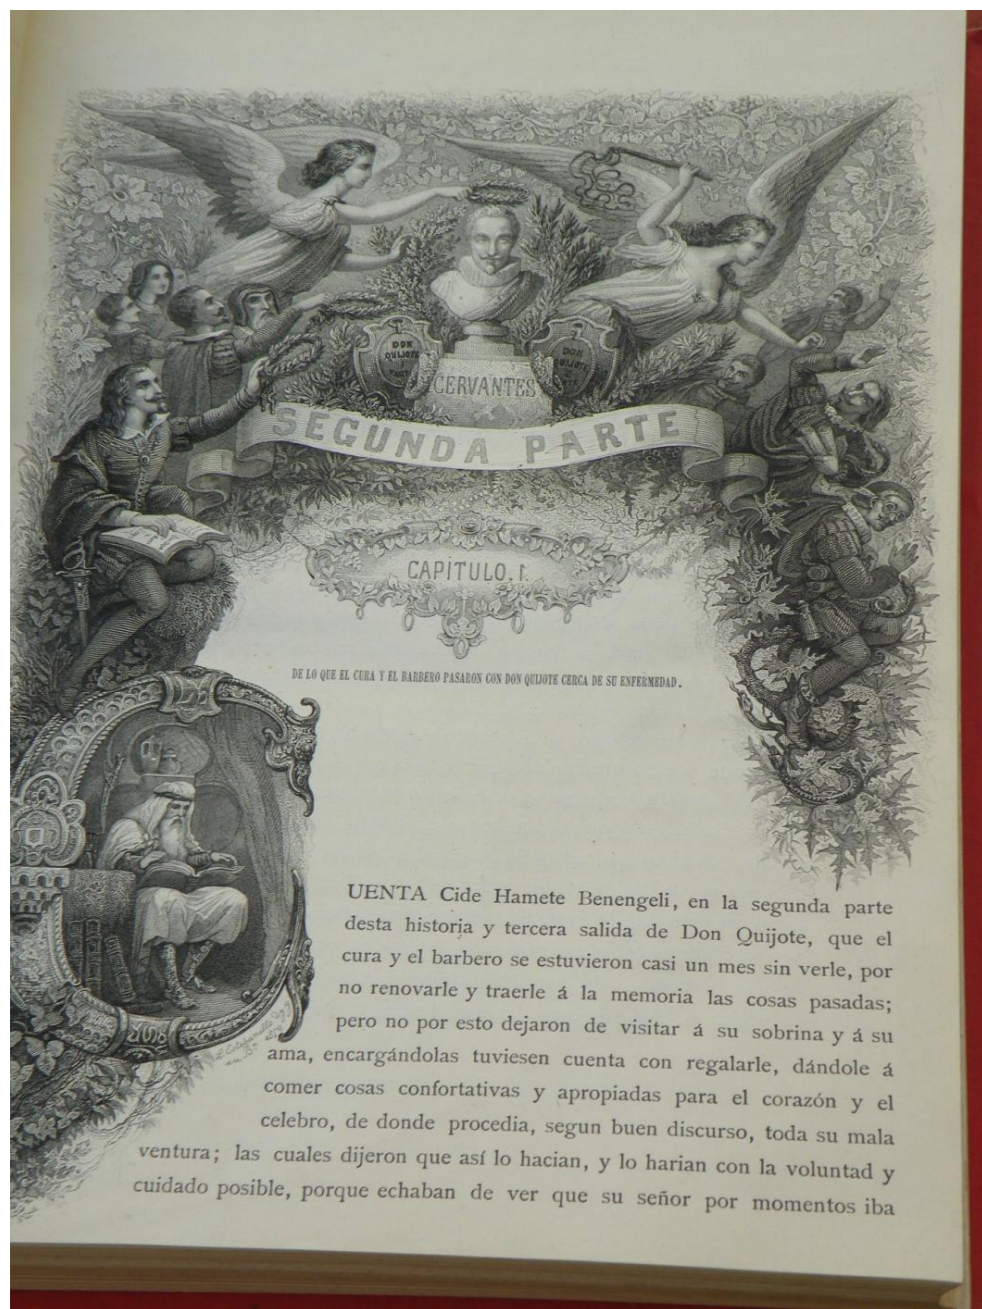 DON
QUIJOTE
DON
QUIJOTE
CERVANTES
SEGUNDA PARTE
CAPÍTULO. I.
DE LO QUE EL CURA Y EL BARBERO PASARON CON DON QUIJOTE CERCA DE SU ENFERMEDAD.
UENTA Cide Hamete Benengeli, en la segunda parte
desta historia y tercera salida de Don Quijote, que el
cura y el barbero se estuvieron casi un mes sin verle, por
no renovarle y traerle á la memoria las cosas pasadas;
pero no por esto dejaron de visitar á su sobrina y á su
ama, encargándolas tuviesen cuenta con regalarle, dándole á
comer cosas confortativas y apropiadas para el corazón y el
celebro, de donde procedia, segun buen discurso, toda su mala
ventura; las cuales dijeron que así lo hacian, y lo harian con la voluntad y
cuidado posible, porque echaban de ver que su señor por momentos iba